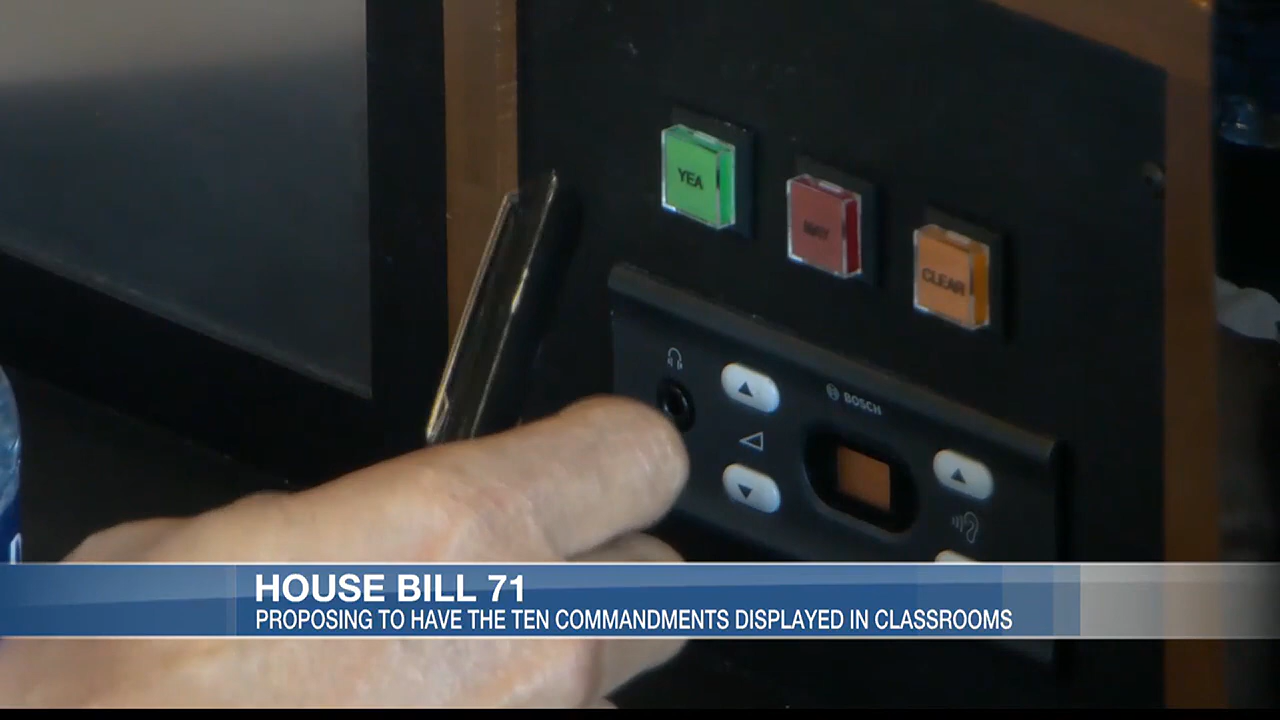 YEA
NAY
CLEAR
BOSCH
HOUSE BILL 71
PROPOSING TO HAVE THE TEN COMMANDMENTS DISPLAYED IN CLASSROOMS